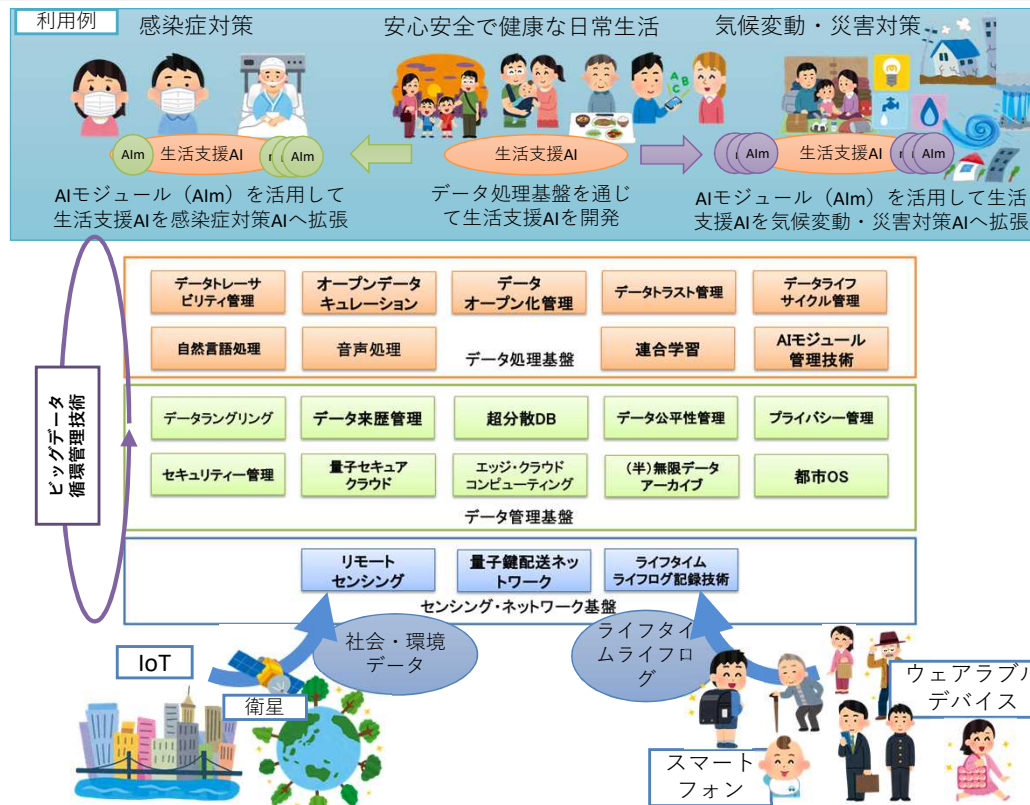 利用例
感染症対策
安心安全で健康な日常生活
気候変動・災害対策
A
B
C
AIm
生活支援AI
AIm
生活支援AI
AIm
生活支援AI
AIm
AIモジュール（AIm）を活用して
生活支援AIを感染症対策AIへ拡張
データ処理基盤を通じ
て生活支援AIを開発
AIモジュール（AIm）を活用して生活
支援AIを気候変動・災害対策AIへ拡張
ビッグデータ
循環管理技術
データトレーサ
ビリティ管理
オープンデータ
キュレーション
データ
オープン化管理
データトラスト管理
データライフ
サイクル管理
自然言語処理
音声処理
データ処理基盤
連合学習
AIモジュール
管理技術
データラングリング
データ来歴管理
超分散DB
データ公平性管理
プライバシー管理
セキュリティー管理
量子セキュア
クラウド
エッジ・クラウド
コンピューティング
(半)無限データ
アーカイブ
都市OS
データ管理基盤
リモート
センシング
量子鍵配送ネッ
トワーク
ライフタイム
ライフログ記録技術
センシング・ネットワーク基盤
IoT
衛星
社会・環境
データ
ライフタイ
ムライフロ
グ
ウェアラブル
デバイス
スマート
フォン